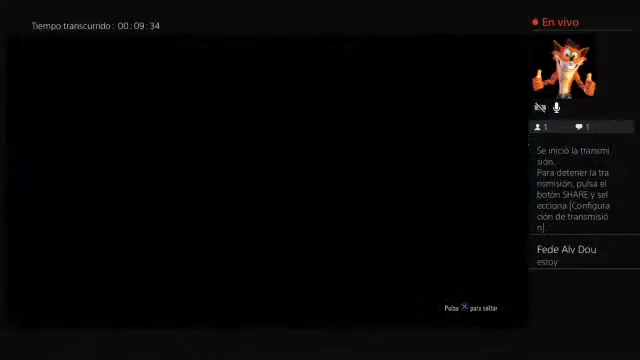 Tiempo transcurrido: 00:09:34
En vivo
1 1
Se inició la transmi
sión.
Para detener la tra
nsmisión, pulsa el
botón SHARE y sel
ecciona [Configura
ción de transmisió
n].
Fede Aly Dou
estoy
Pulsa para saltar